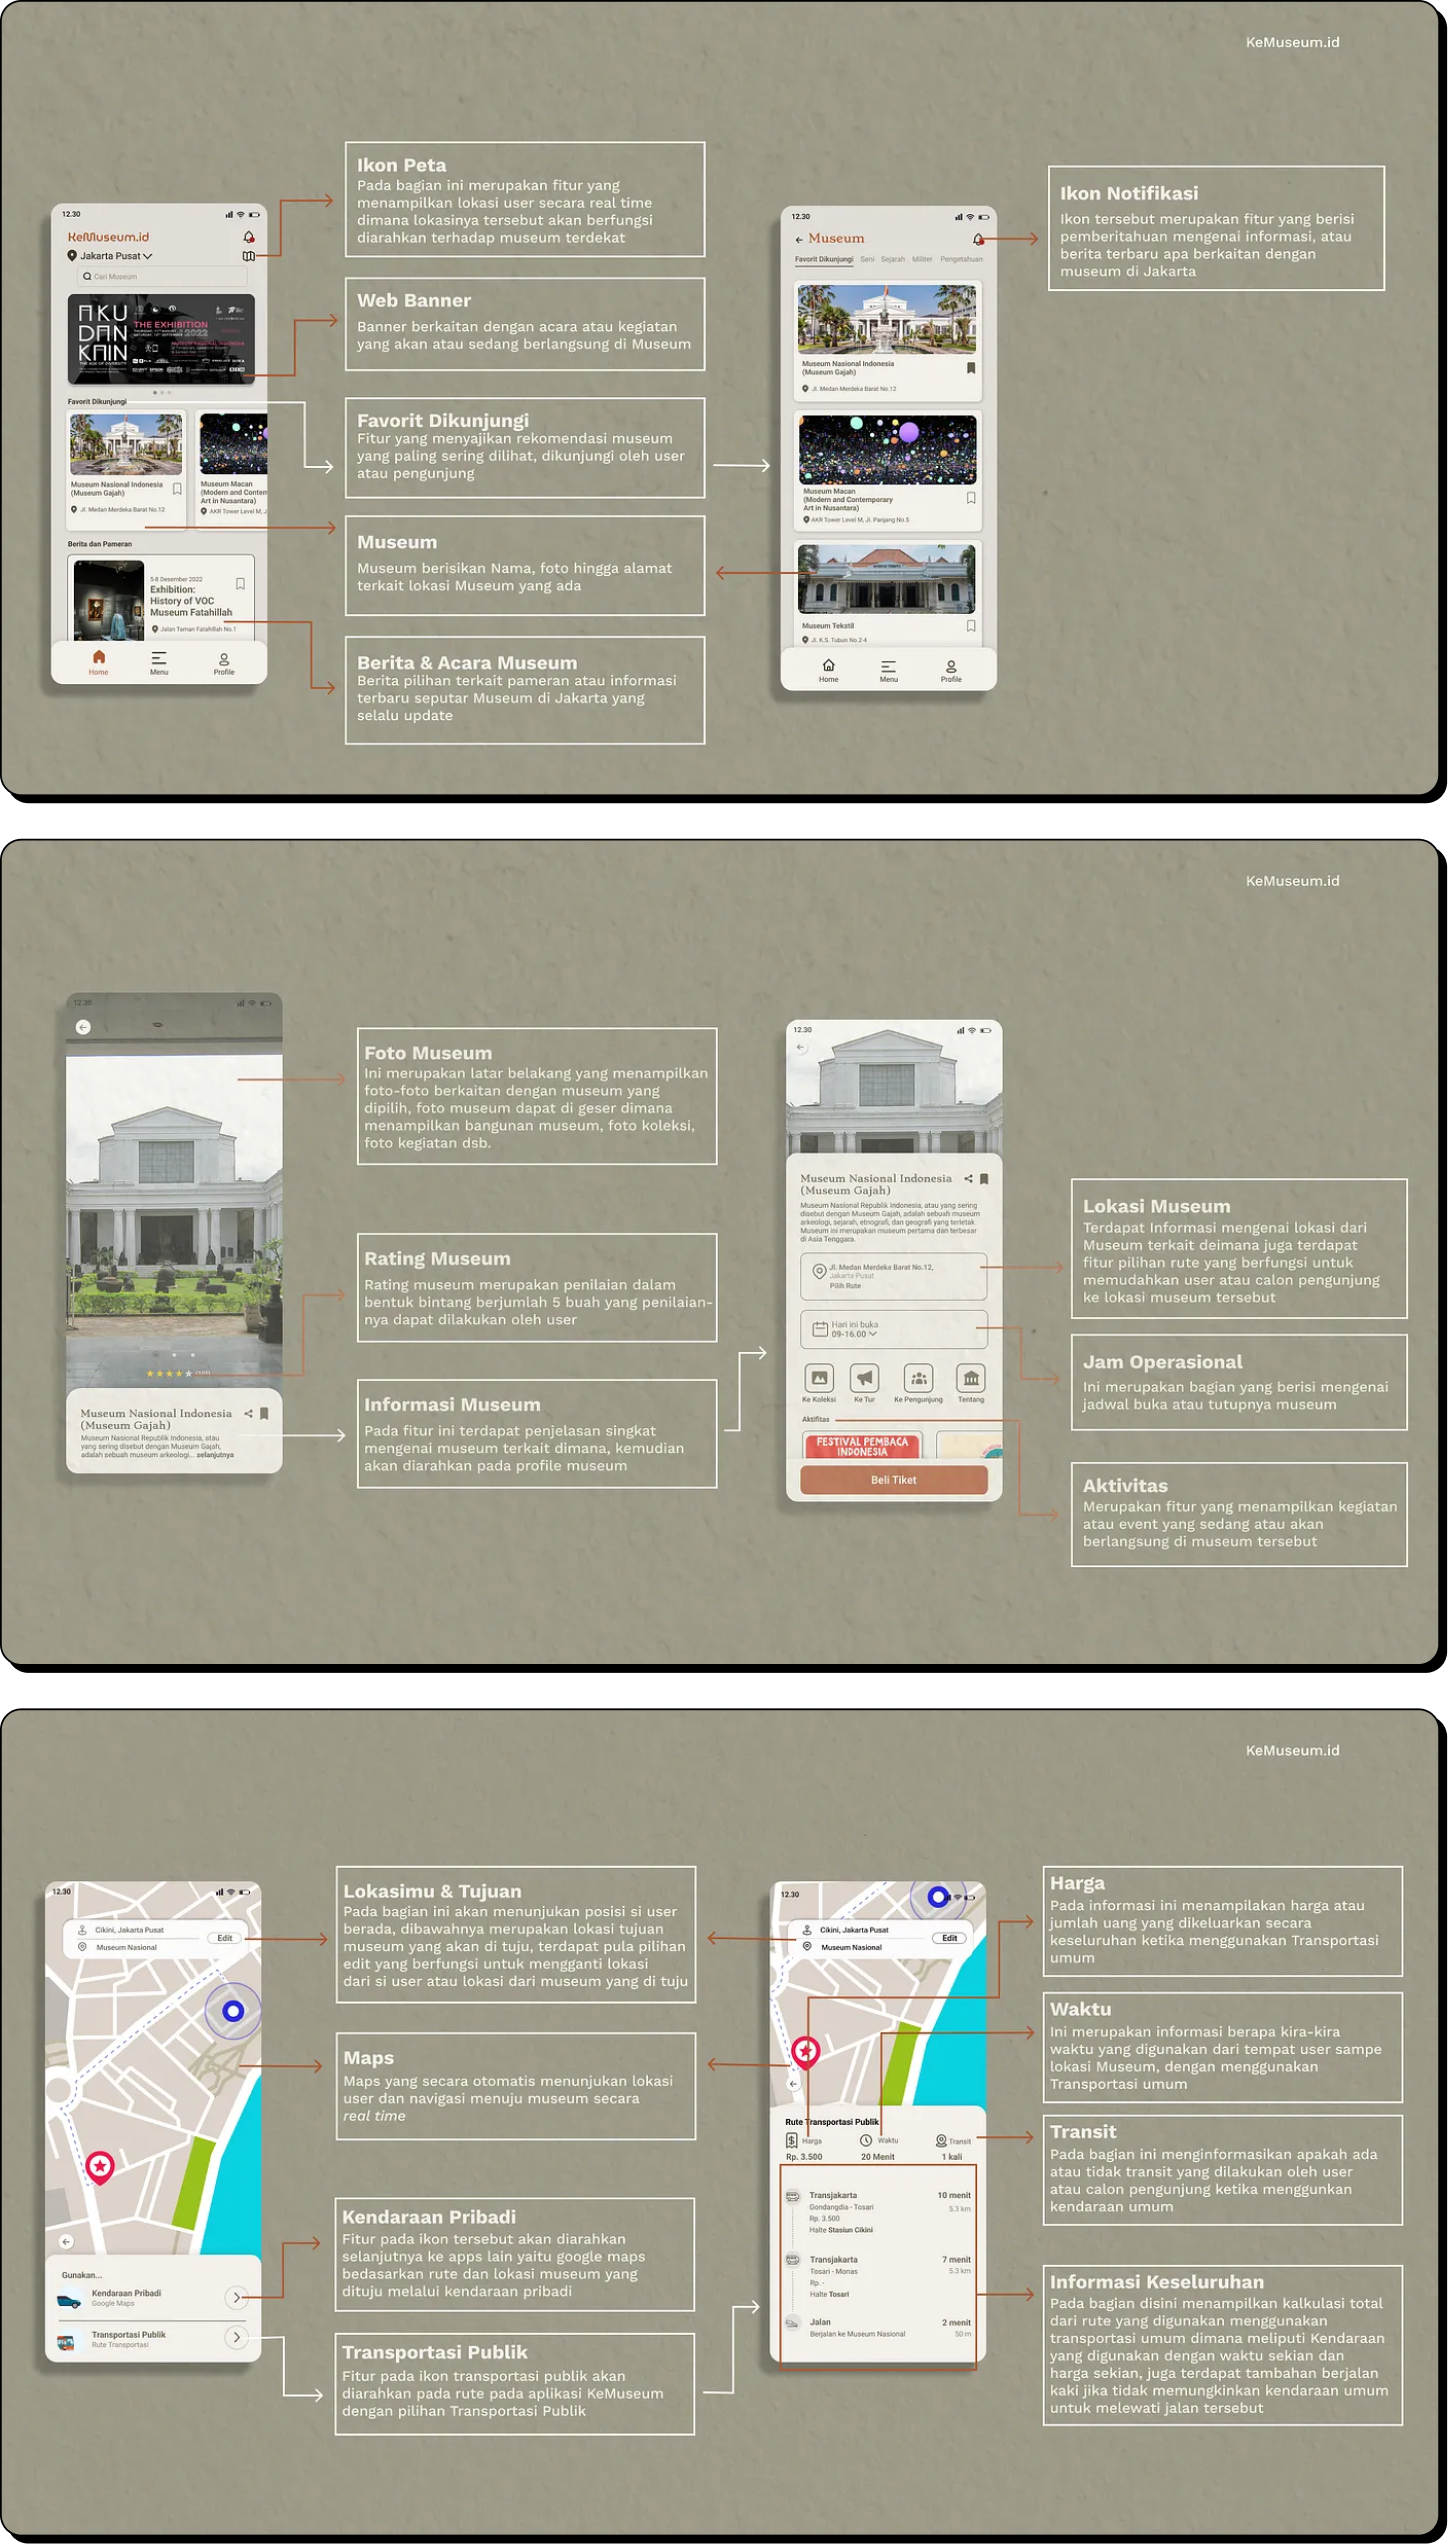 KeMuseum.id
12.30
KeMuseum.id
Jakarta Pusat
Cari Museum
AKU
DAN
KAIN
THE EXHIBITION
Favorit Dikunjungi
Museum Nasional Indonesia
(Museum Gajah)
Jl. Medan Merdeka Barat No.12
Museum Macan
(Modern and Contem
Art in Nusantara)
AKR Tower Level M, J
Berita dan Pameran
5-8 Desember 2022
Exhibition:
History of VOC
Museum Fatahillah
Jalan Taman Fatahillah No.1
Home
Menu
Profile
Ikon Peta
Pada bagian ini merupakan fitur yang
menampilkan lokasi user secara real time
dimana lokasinya tersebut akan berfungsi
diarahkan terhadap museum terdekat
Web Banner
Banner berkaitan dengan acara atau kegiatan
yang akan atau sedang berlangsung di Museum
Favorit Dikunjungi
Fitur yang menyajikan rekomendasi museum
yang paling sering dilihat, dikunjungi oleh user
atau pengunjung
Museum
Museum berisikan Nama, foto hingga alamat
terkait lokasi Museum yang ada
Berita & Acara Museum
Berita pilihan terkait pameran atau informasi
terbaru seputar Museum di Jakarta yang
selalu update
12.30
Museum
Favorit Dikunjungi Seni Sejarah Militer Pengetahuan
Museum Nasional Indonesia
(Museum Gajah)
Jl. Medan Merdeka Barat No.12
Museum Macan
(Modern and Contemporary
Art in Nusantara)
AKR Tower Level M, Jl. Panjang No.5
Museum Tekstil
Jl. K.S. Tubun No.2-4
Home
Menu
Profile
Ikon Notifikasi
Ikon tersebut merupakan fitur yang berisi
pemberitahuan mengenai informasi, atau
berita terbaru apa berkaitan dengan
museum di Jakarta
KeMuseum.id
12.30
Museum Nasional Indonesia
(Museum Gajah)
Museum Nasional Republik Indonesia, atau
yang sering disebut dengan Museum Gajah,
adalah sebuah museum arkeologi... selanjutnya
Foto Museum
Ini merupakan latar belakang yang menampilkan
foto-foto berkaitan dengan museum yang
dipilih, foto museum dapat di geser dimana
menampilkan bangunan museum, foto koleksi,
foto kegiatan dsb.
Rating Museum
Rating museum merupakan penilaian dalam
bentuk bintang berjumlah 5 buah yang penilaian-
nya dapat dilakukan oleh user
Informasi Museum
Pada fitur ini terdapat penjelasan singkat
mengenai museum terkait dimana, kemudian
akan diarahkan pada profile museum
12.30
Museum Nasional Indonesia
(Museum Gajah)
Museum Nasional Republik Indonesia, atau yang sering
disebut dengan Museum Gajah, adalah sebuah museum
arkeologi, sejarah, etnografi, dan geografi yang terletak
Museum ini merupakan museum pertama dan terbesar
di Asia Tenggara.
Jl. Medan Merdeka Barat No.12,
Jakarta Pusat
Pilih Rute
Hari ini buka
09-16.00
Ke Koleksi
Ke Tur
Ke Pengunjung
Tentang
Aktifitas
FESTIVAL PEMBACA
INDONESIA
Beli Tiket
Lokasi Museum
Terdapat Informasi mengenai lokasi dari
Museum terkait deimana juga terdapat
fitur pilihan rute yang berfungsi untuk
memudahkan user atau calon pengunjung
ke lokasi museum tersebut
Jam Operasional
Ini merupakan bagian yang berisi mengenai
jadwal buka atau tutupnya museum
Aktivitas
Merupakan fitur yang menampilkan kegiatan
atau event yang sedang atau akan
berlangsung di museum tersebut
KeMuseum.id
12.30
Cikini, Jakarta Pusat
Museum Nasional
Edit
Gunakan...
Kendaraan Pribadi
Google Maps
Transportasi Publik
Rute Transportasi
Lokasimu & Tujuan
Pada bagian ini akan menunjukan posisi si user
berada, dibawahnya merupakan lokasi tujuan
museum yang akan di tuju, terdapat pula pilihan
edit yang berfungsi untuk mengganti lokasi
dari si user atau lokasi dari museum yang di tuju
Maps
Maps yang secara otomatis menunjukan lokasi
user dan navigasi menuju museum secara
real time
Kendaraan Pribadi
Fitur pada ikon tersebut akan diarahkan
selanjutnya ke apps lain yaitu google maps
bedasarkan rute dan lokasi museum yang
dituju melalui kendaraan pribadi
Transportasi Publik
Fitur pada ikon transportasi publik akan
diarahkan pada rute pada aplikasi KeMuseum
dengan pilihan Transportasi Publik
12.30
Cikini, Jakarta Pusat
Museum Nasional
Edit
Rute Transportasi Publik
Harga
Waktu
Transit
Rp. 3.500
20 Menit
1 kali
Transjakarta 10 menit
Gondangdia - Tosari 5.3 km
Rp. 3.500
Halte Stasiun Cikini
Transjakarta 7 menit
Tosari - Monas 5.3 km
Rp. -
Halte Tosari
Jalan 2 menit
Berjalan ke Museum Nasional 50 m
Harga
Pada informasi ini menampilakan harga atau
jumlah uang yang dikeluarkan secara
keseluruhan ketika menggunakan Transportasi
umum
Waktu
Ini merupakan informasi berapa kira-kira
waktu yang digunakan dari tempat user sampe
lokasi Museum, dengan menggunakan
Transportasi umum
Transit
Pada bagian ini menginformasikan apakah ada
atau tidak transit yang dilakukan oleh user
atau calon pengunjung ketika menggunkan
kendaraan umum
Informasi Keseluruhan
Pada bagian disini menampilkan kalkulasi total
dari rute yang digunakan menggunakan
transportasi umum dimana meliputi Kendaraan
yang digunakan dengan waktu sekian dan
harga sekian, juga terdapat tambahan berjalan
kaki jika tidak memungkinkan kendaraan umum
untuk melewati jalan tersebut